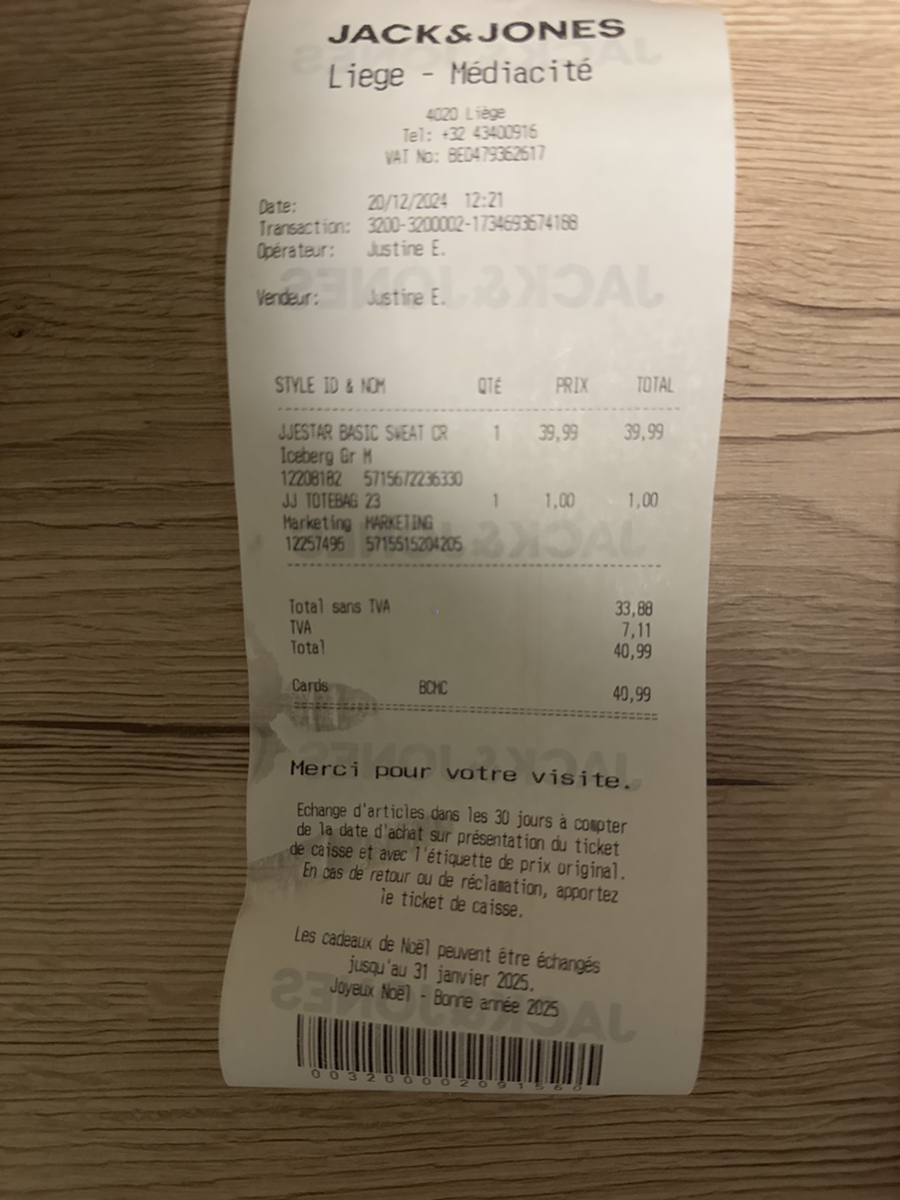 JACK&JONES
Liege - Médiacité
4020 Liège
Tel: +32 43400916
VAT No: BE0479362617
Date: 20/12/2024 12:21
Transaction: 3200-3200002-1734693674188
Opérateur: Justine E.
Vendeur: Justine E.
STYLE ID & NOM QTÉ PRIX TOTAL
JJESTAR BASIC SWEAT CR 1 39,99 39,99
Iceberg Gr M
12208182 5715672236330
JJ TOTEBAG 23 1 1,00 1,00
Marketing MARKETING
12257496 5715515204205
Total sans TVA 33,88
TVA 7,11
Total 40,99
Cards BCMC 40,99
Merci pour votre visite.
Echange d'articles dans les 30 jours à compter
de la date d'achat sur présentation du ticket
de caisse et avec l'étiquette de prix original.
En cas de retour ou de réclamation, apportez
le ticket de caisse.
Les cadeaux de Noël peuvent être échangés
jusqu'au 31 janvier 2025.
Joyeux Noël - Bonne année 2025